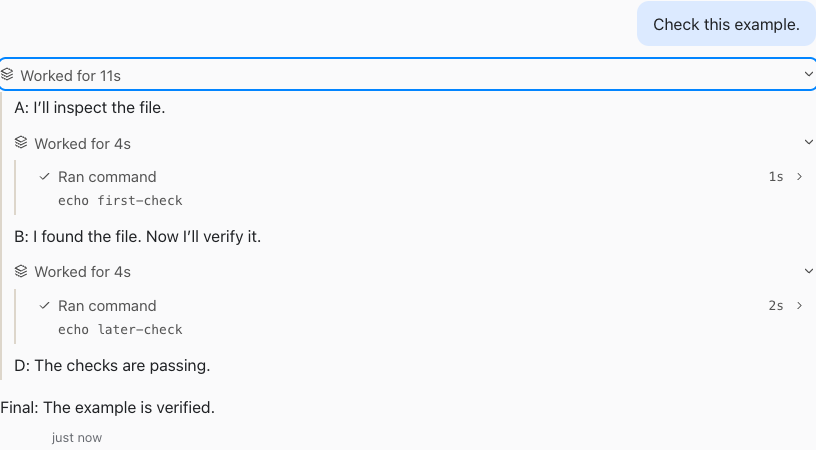 Check this example.
Worked for 11s
A: I’ll inspect the file.
Worked for 4s
Ran command 1s
echo first-check
B: I found the file. Now I’ll verify it.
Worked for 4s
Ran command 2s
echo later-check
D: The checks are passing.
Final: The example is verified.
just now